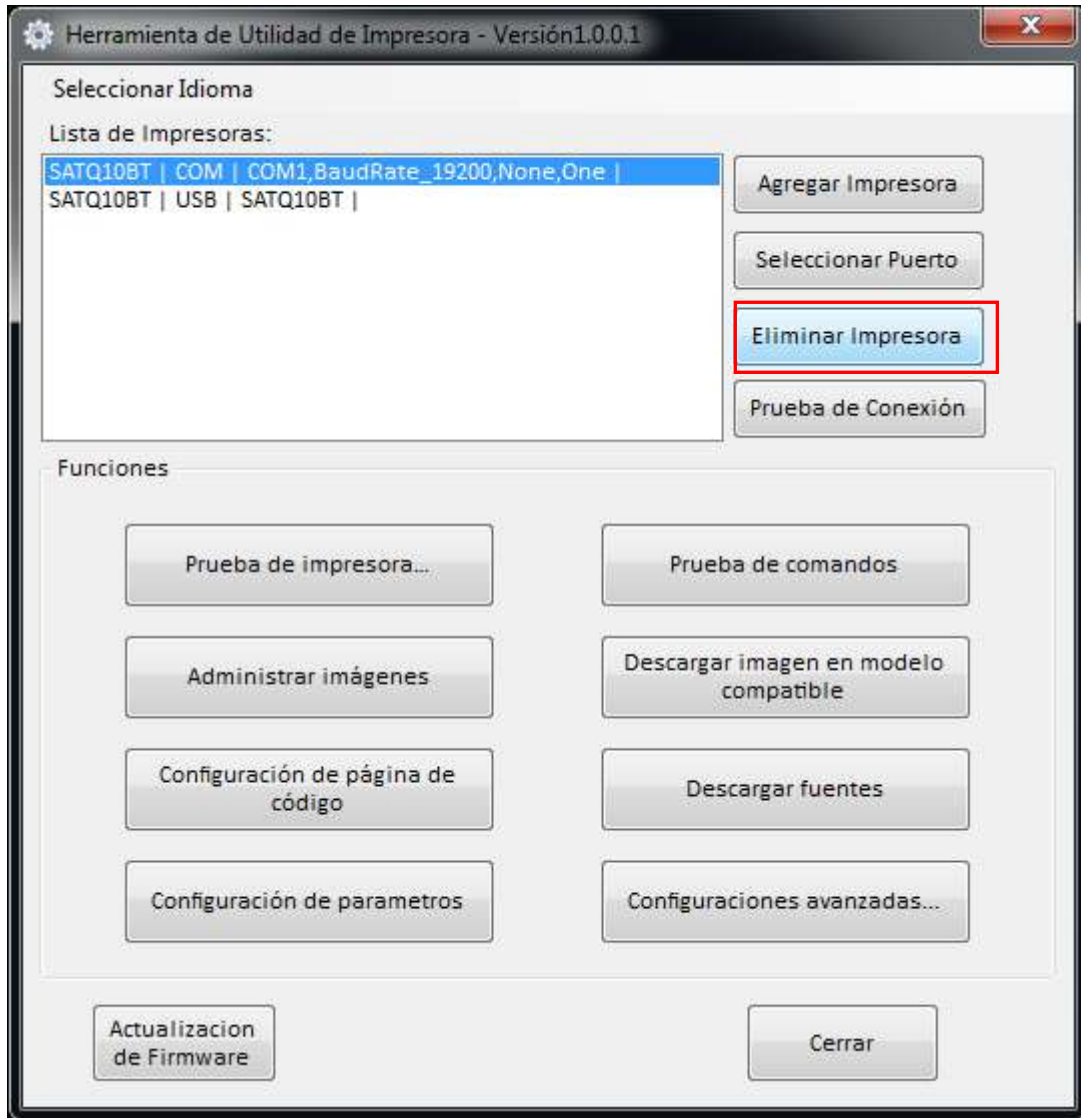 Herramienta de Utilidad de Impresora - Versión1.0.0.1
Seleccionar Idioma
Lista de Impresoras:
SATQ10BT | COM | COM1,BaudRate_19200,None,One |
SATQ10BT | USB | SATQ10BT |
Agregar Impresora
Seleccionar Puerto
Eliminar Impresora
Prueba de Conexión
Funciones
Prueba de impresora...
Prueba de comandos
Administrar imágenes
Descargar imagen en modelo
compatible
Configuración de página de
código
Descargar fuentes
Configuración de parametros
Configuraciones avanzadas...
Actualizacion
de Firmware
Cerrar